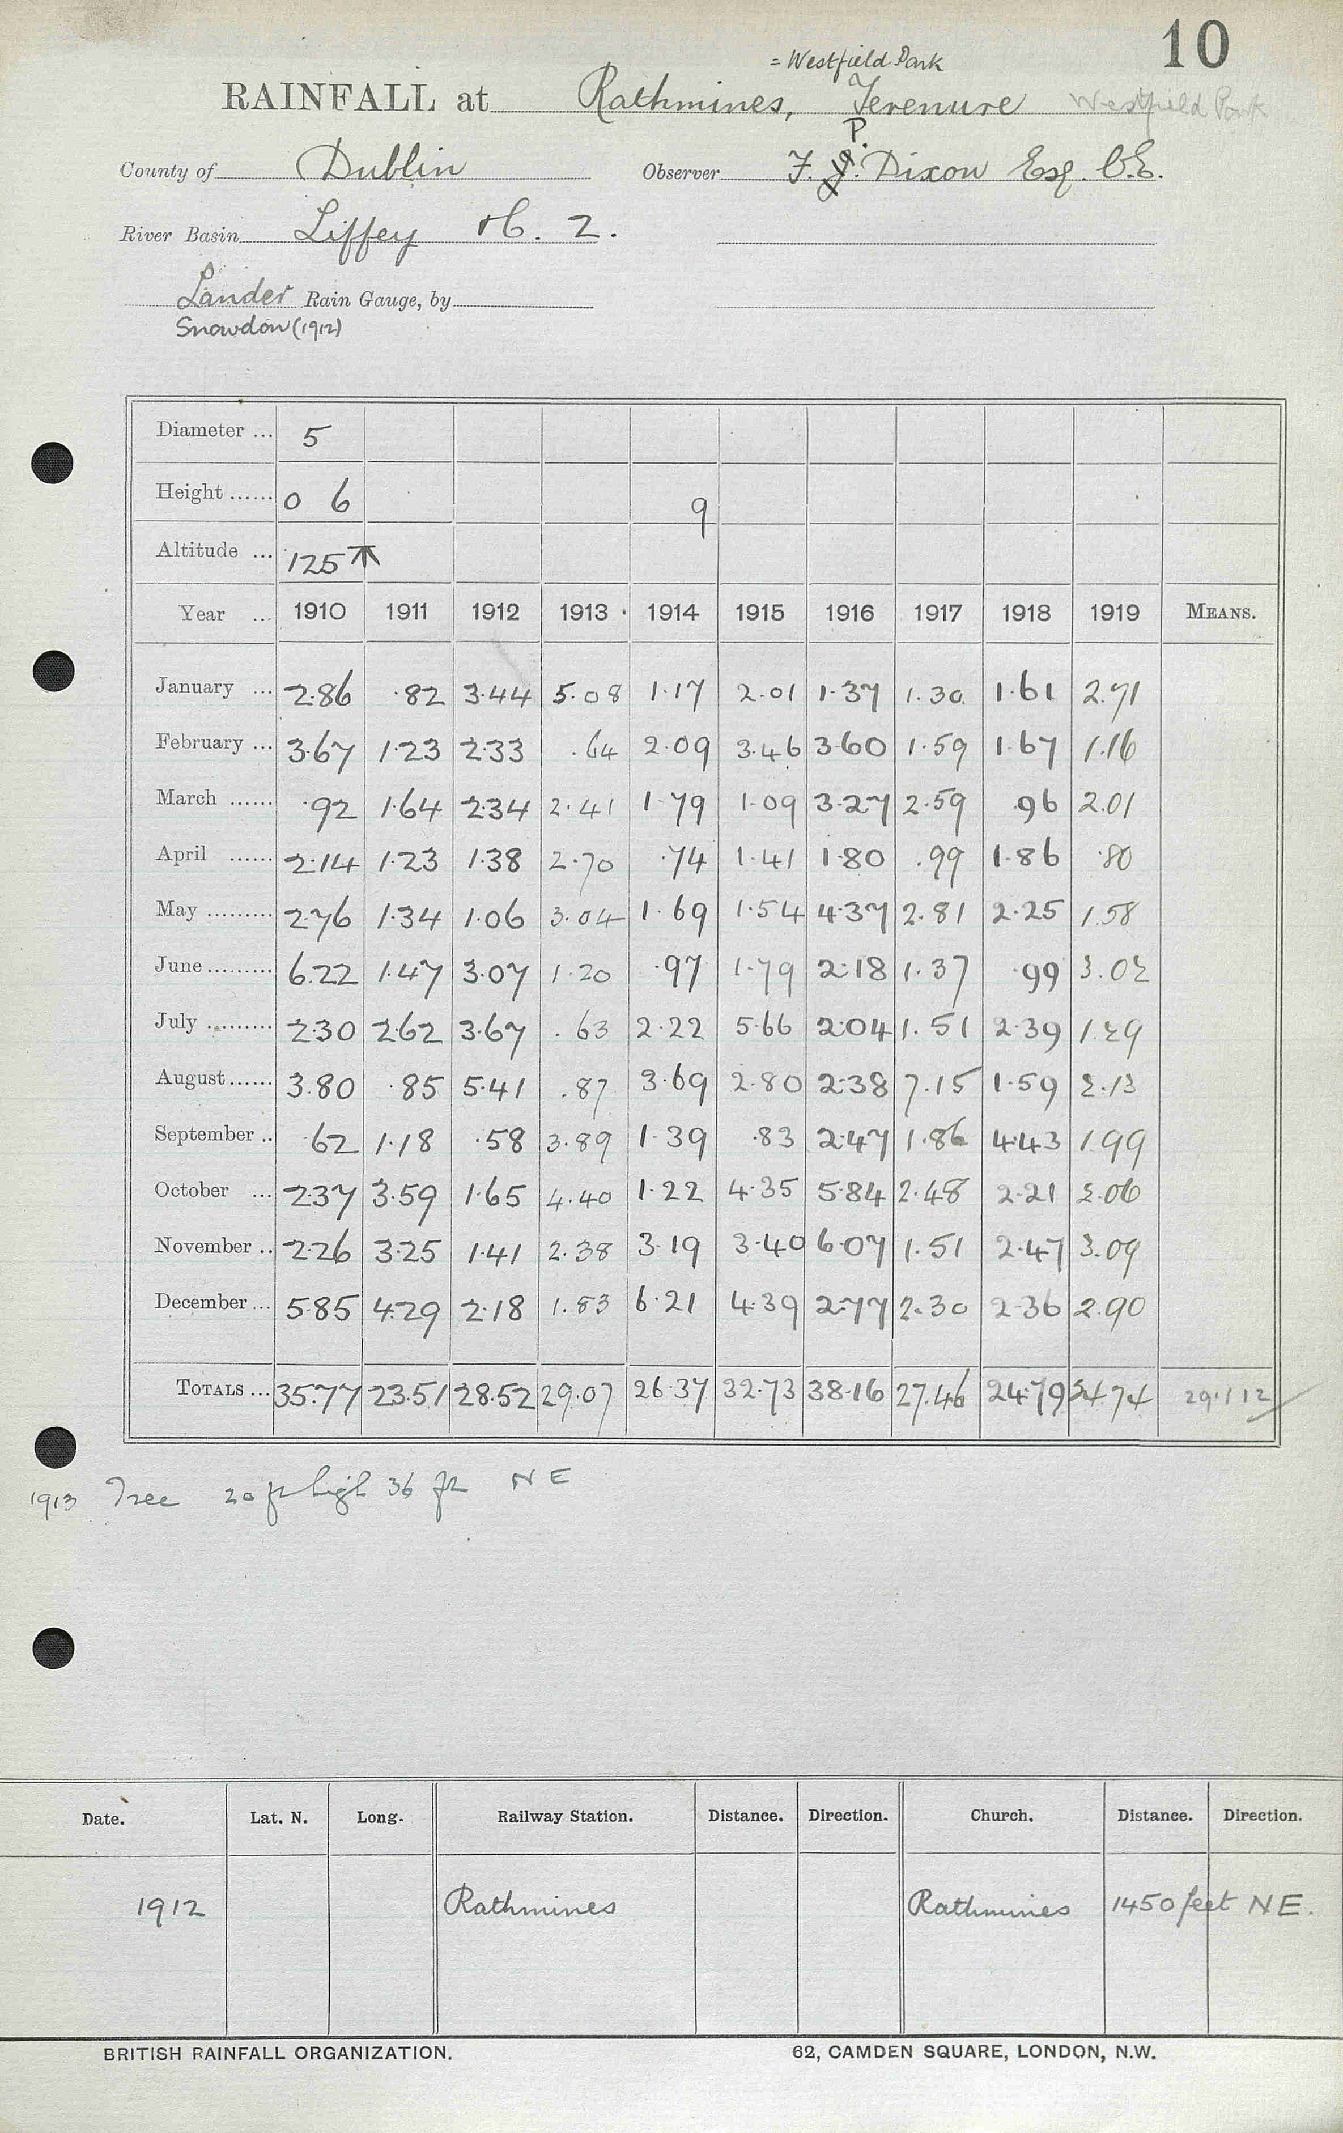 10
= Westfield Park
RAINFALL at Rathmines, Terenure Westfield Park
County of Dublin Observer F. P. Dixon Esq. C.E.
River Basin Liffey 2.
Lander Rain Gauge, by
Snowdon (1912)
Diameter ... 5
Height ...... 0 6 9
Altitude ... 125
Year ... 1910 1911 1912 1913 1914 1915 1916 1917 1918 1919 MEANS.
January ... 2.86 .82 3.44 5.08 1.17 2.01 1.37 1.30 1.61 2.71
February ... 3.67 1.23 2.33 .64 2.09 3.46 3.60 1.59 1.67 1.16
March ...... .92 1.64 2.34 2.41 1.79 1.09 3.27 2.59 .96 2.01
April ...... 2.14 1.23 1.38 2.70 .74 1.41 1.80 .99 1.86 .80
May ......... 2.76 1.34 1.06 3.04 1.69 1.54 4.37 2.81 2.25 1.58
June ......... 6.22 1.47 3.07 1.20 .97 1.79 2.18 1.37 .99 3.02
July ......... 2.30 2.62 3.67 .63 2.22 5.66 2.04 1.51 2.39 1.29
August ...... 3.80 .85 5.41 .87 3.69 2.80 2.38 7.15 1.59 2.13
September .. .62 1.18 .58 3.89 1.39 .83 2.47 1.86 4.43 1.99
October ... 2.37 3.59 1.65 4.40 1.22 4.35 5.84 2.48 2.21 2.06
November .. 2.26 3.25 1.41 2.38 3.19 3.40 6.07 1.51 2.47 3.09
December ... 5.85 4.29 2.18 1.83 6.21 4.39 2.77 2.30 2.36 2.90
TOTALS ... 35.77 23.51 28.52 29.07 26.37 32.73 38.16 27.46 24.79 24.74 29.112
1913 Tree 20 ft high 36 ft NE
Date. Lat. N. Long. Railway Station. Distance. Direction. Church. Distance. Direction.
1912 Rathmines Rathmines 1450 feet NE.
BRITISH RAINFALL ORGANIZATION. 62, CAMDEN SQUARE, LONDON, N.W.